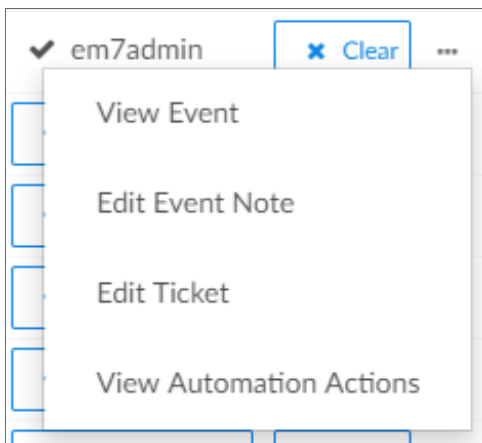 em7admin
Clear
View Event
Edit Event Note
Edit Ticket
View Automation Actions